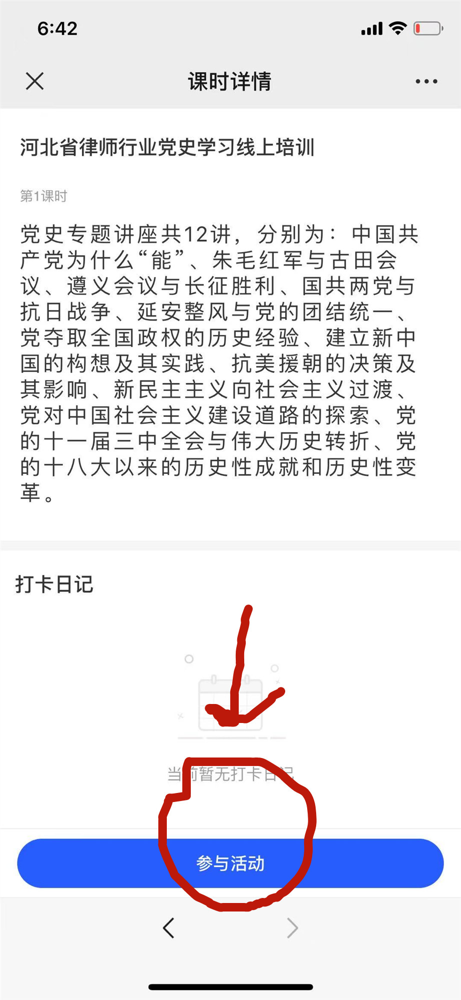 6:42
课时详情
河北省律师行业党史学习线上培训
第1课时
党史专题讲座共12讲，分别为：中国共
产党为什么“能”、朱毛红军与古田会
议、遵义会议与长征胜利、国共两党与
抗日战争、延安整风与党的团结统一、
党夺取全国政权的历史经验、建立新中
国的构想及其实践、抗美援朝的决策及
其影响、新民主主义向社会主义过渡、
党对中国社会主义建设道路的探索、党
的十一届三中全会与伟大历史转折、党
的十八大以来的历史性成就和历史性变
革。
打卡日记
当前暂无打卡日记
参与活动